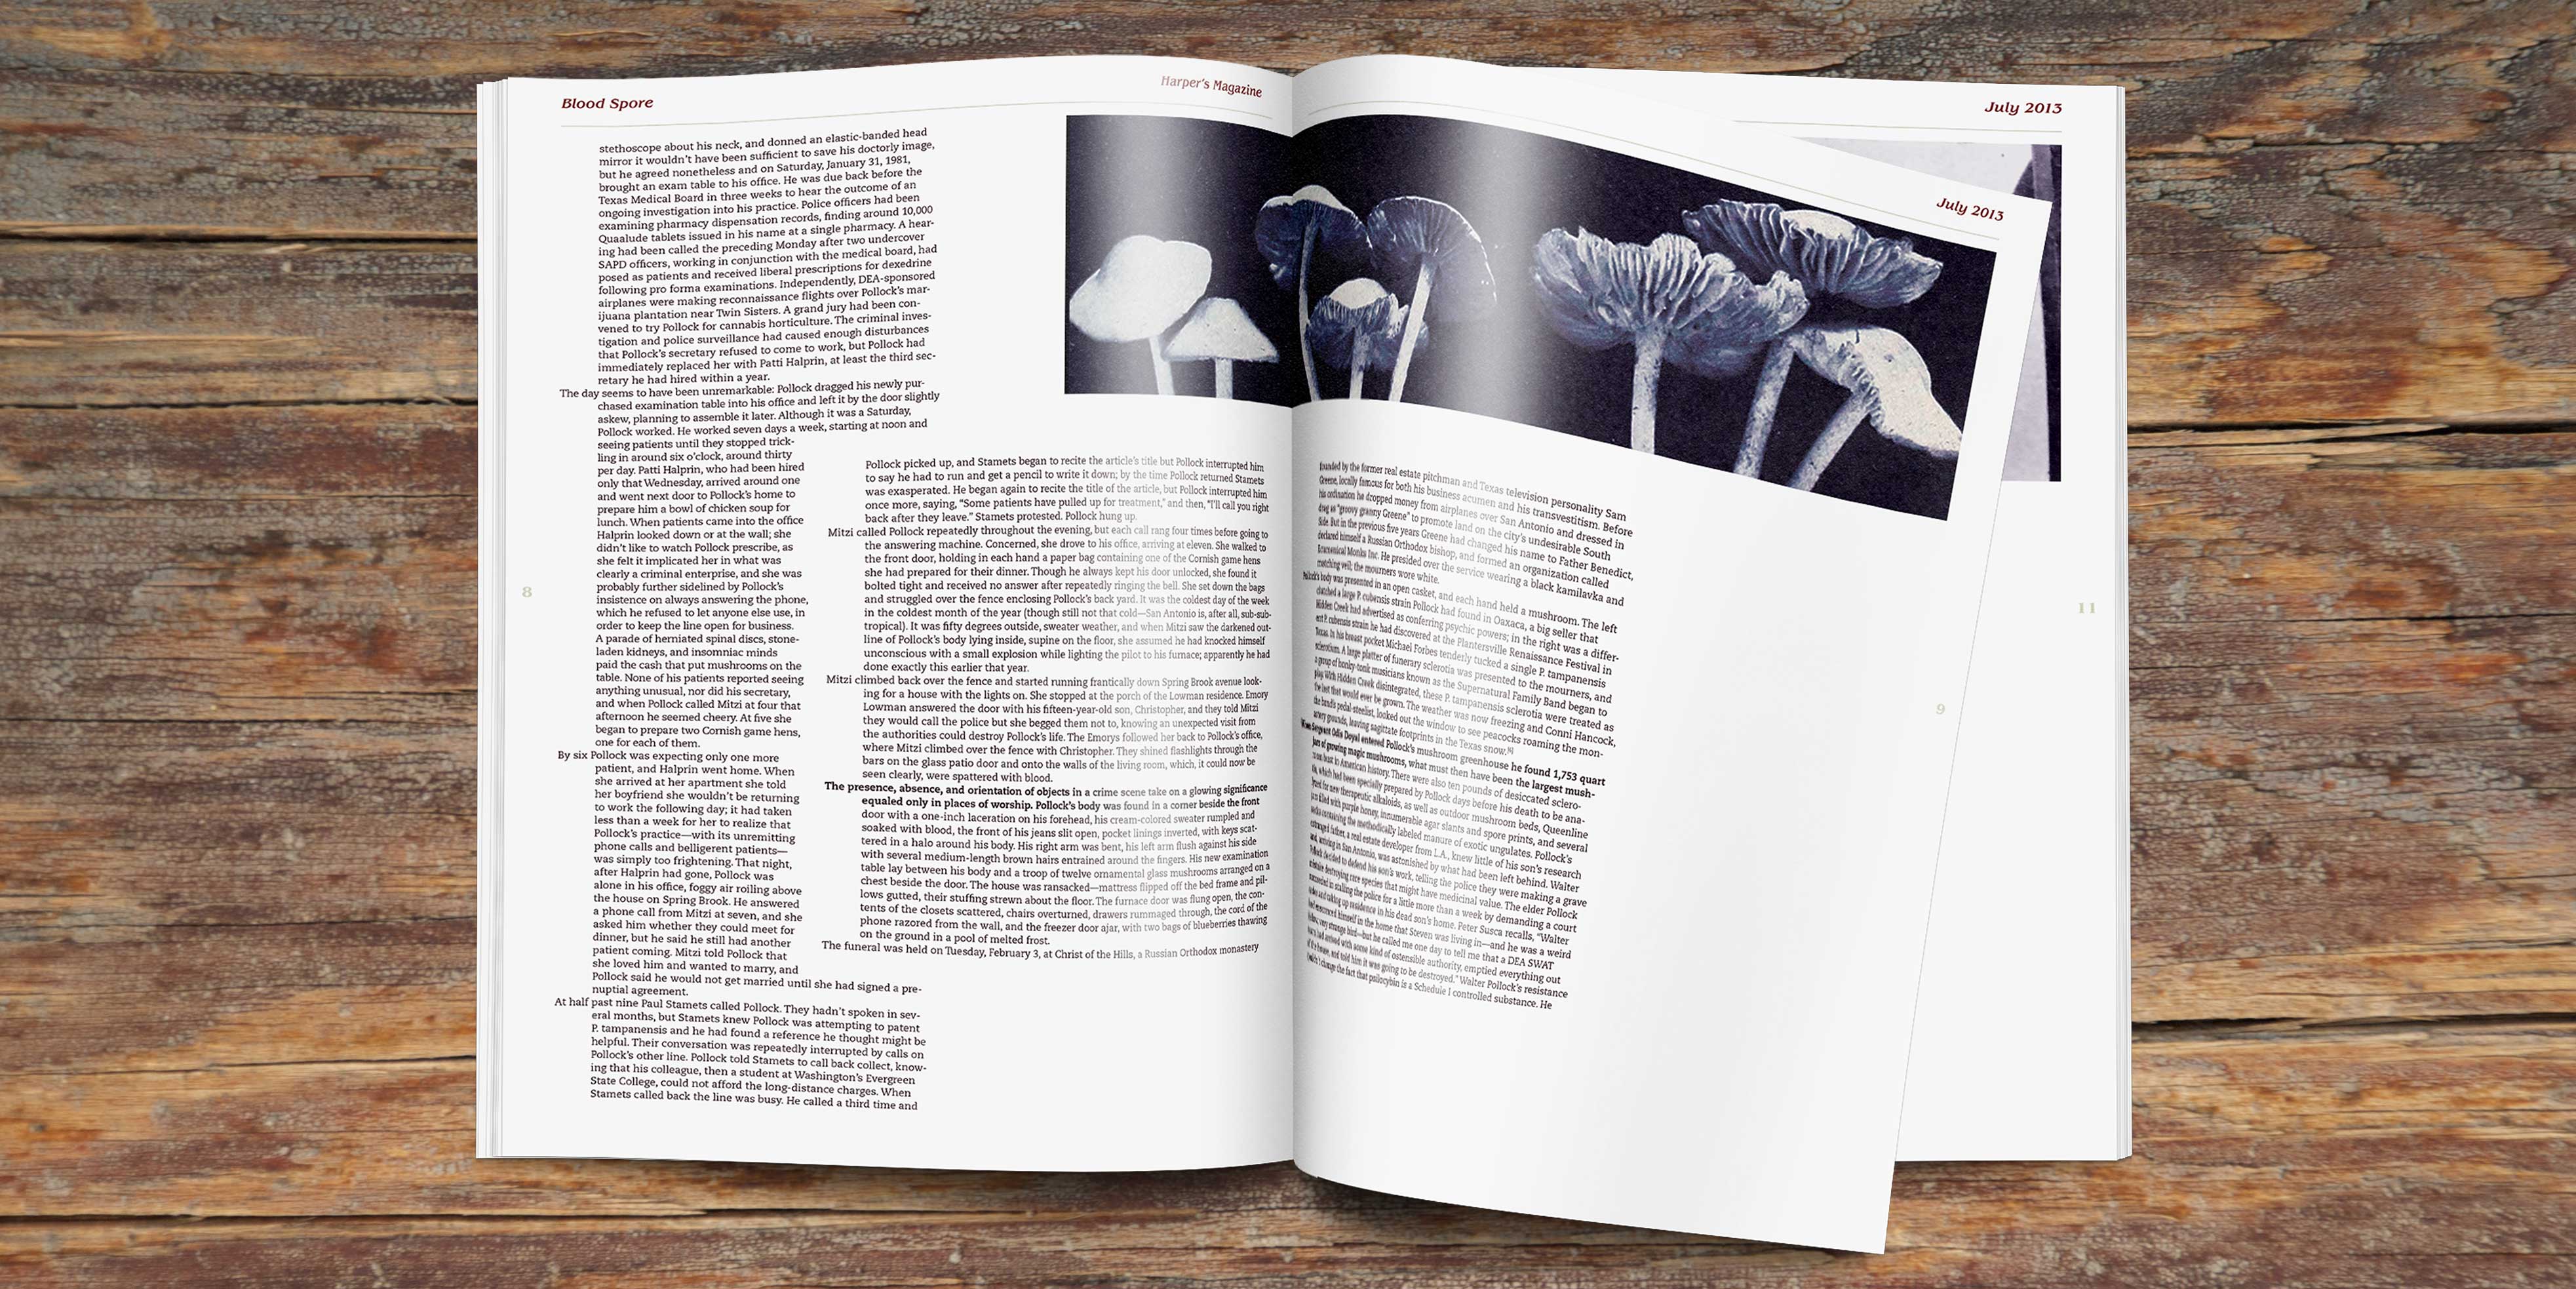 Blood Spore
Harper's Magazine
stethoscope about his neck, and donned an elastic-banded head
mirror it wouldn't have been sufficient to save his doctorly image,
but he agreed nonetheless and on Saturday, January 31, 1981,
brought an exam table to his office. He was due back before the
Texas Medical Board in three weeks to hear the outcome of an
ongoing investigation into his practice. Police officers had been
examining pharmacy dispensation records, finding around 10,000
Quaalude tablets issued in his name at a single pharmacy. A hear-
ing had been called the preceding Monday after two undercover
SAPD officers, working in conjunction with the medical board, had
posed as patients and received liberal prescriptions for dexedrine
following pro forma examinations. Independently, DEA-sponsored
airplanes were making reconnaissance flights over Pollock's mar-
ijuana plantation near Twin Sisters. A grand jury had been con-
vened to try Pollock for cannabis horticulture. The criminal inves-
tigation and police surveillance had caused enough disturbances
that Pollock's secretary refused to come to work, but Pollock had
immediately replaced her with Patti Halprin, at least the third sec-
retary he had hired within a year.
The day seems to have been unremarkable: Pollock dragged his newly pur-
chased examination table into his office and left it by the door slightly
askew, planning to assemble it later. Although it was a Saturday,
Pollock worked. He worked seven days a week, starting at noon and
seeing patients until they stopped trick-
ling in around six o'clock, around thirty
per day. Patti Halprin, who had been hired
only that Wednesday, arrived around one
and went next door to Pollock's home to
prepare him a bowl of chicken soup for
lunch. When patients came into the office
Halprin looked down or at the wall; she
didn't like to watch Pollock prescribe, as
she felt it implicated her in what was
clearly a criminal enterprise, and she was
probably further sidelined by Pollock's
insistence on always answering the phone,
which he refused to let anyone else use, in
order to keep the line open for business.
A parade of herniated spinal discs, stone-
laden kidneys, and insomniac minds
paid the cash that put mushrooms on the
table. None of his patients reported seeing
anything unusual, nor did his secretary,
and when Pollock called Mitzi at four that
afternoon he seemed cheery. At five she
began to prepare two Cornish game hens,
one for each of them.
By six Pollock was expecting only one more
patient, and Halprin went home. When
she arrived at her apartment she told
her boyfriend she wouldn't be returning
to work the following day; it had taken
less than a week for her to realize that
Pollock's practice—with its unremitting
phone calls and belligerent patients—
was simply too frightening. That night,
after Halprin had gone, Pollock was
alone in his office, foggy air roiling above
the house on Spring Brook. He answered
a phone call from Mitzi at seven, and she
asked him whether they could meet for
dinner, but he said he still had another
patient coming. Mitzi told Pollock that
she loved him and wanted to marry, and
Pollock said he would not get married until she had signed a pre-
nuptial agreement.
At half past nine Paul Stamets called Pollock. They hadn't spoken in sev-
eral months, but Stamets knew Pollock was attempting to patent
P. tampanensis and he had found a reference he thought might be
helpful. Their conversation was repeatedly interrupted by calls on
Pollock's other line. Pollock told Stamets to call back collect, know-
ing that his colleague, then a student at Washington's Evergreen
State College, could not afford the long-distance charges. When
Stamets called back the line was busy. He called a third time and
8
Pollock picked up, and Stamets began to recite the article's title but Pollock interrupted him
to say he had to run and get a pencil to write it down; by the time Pollock returned Stamets
was exasperated. He began again to recite the title of the article, but Pollock interrupted him
once more, saying, "Some patients have pulled up for treatment," and then, "I'll call you right
back after they leave." Stamets protested. Pollock hung up.
Mitzi called Pollock repeatedly throughout the evening, but each call rang four times before going to
the answering machine. Concerned, she drove to his office, arriving at eleven. She walked to
the front door, holding in each hand a paper bag containing one of the Cornish game hens
she had prepared for their dinner. Though he always kept his door unlocked, she found it
bolted tight and received no answer after repeatedly ringing the bell. She set down the bags
and struggled over the fence enclosing Pollock's back yard. It was the coldest day of the week
in the coldest month of the year (though still not that cold—San Antonio is, after all, sub-sub-
tropical). It was fifty degrees outside, sweater weather, and when Mitzi saw the darkened out-
line of Pollock's body lying inside, supine on the floor, she assumed he had knocked himself
unconscious with a small explosion while lighting the pilot to his furnace; apparently he had
done exactly this earlier that year.
Mitzi climbed back over the fence and started running frantically down Spring Brook avenue look-
ing for a house with the lights on. She stopped at the porch of the Lowman residence. Emory
Lowman answered the door with his fifteen-year-old son, Christopher, and they told Mitzi
they would call the police but she begged them not to, knowing an unexpected visit from
the authorities could destroy Pollock's life. The Emorys followed her back to Pollock's office,
where Mitzi climbed over the fence with Christopher. They shined flashlights through the
bars on the glass patio door and onto the walls of the living room, which, it could now be
seen clearly, were spattered with blood.
The presence, absence, and orientation of objects in a crime scene take on a glowing significance
equaled only in places of worship. Pollock's body was found in a corner beside the front
door with a one-inch laceration on his forehead, his cream-colored sweater rumpled and
soaked with blood, the front of his jeans slit open, pocket linings inverted, with keys scat-
tered in a halo around his body. His right arm was bent, his left arm flush against his side
with several medium-length brown hairs entrained around the fingers. His new examination
table lay between his body and a troop of twelve ornamental glass mushrooms arranged on a
chest beside the door. The house was ransacked—mattress flipped off the bed frame and pil-
lows gutted, their stuffing strewn about the floor. The furnace door was flung open, the con-
tents of the closets scattered, chairs overturned, drawers rummaged through, the cord of the
phone razored from the wall, and the freezer door ajar, with two bags of blueberries thawing
on the ground in a pool of melted frost.
The funeral was held on Tuesday, February 3, at Christ of the Hills, a Russian Orthodox monastery
July 2013
founded by the former real estate pitchman and Texas television personality Sam
Greene, locally famous for both his business acumen and his transvestitism. Before
his ordination he dropped money from airplanes over San Antonio and dressed in
drag as "groovy granny Greene" to promote land on the city's undesirable South
Side. But in the previous five years Greene had changed his name to Father Benedict,
declared himself a Russian Orthodox bishop, and formed an organization called
Ecumenical Monks Inc. He presided over the service wearing a black kamilavka and
matching veil; the mourners wore white.
Pollock's body was presented in an open casket, and each hand held a mushroom. The left
clutched a large P. cubensis strain Pollock had found in Oaxaca, a big seller that
Hidden Creek had advertised as conferring psychic powers; in the right was a differ-
ent P. cubensis strain he had discovered at the Plantersville Renaissance Festival in
Texas. In his breast pocket Michael Forbes tenderly tucked a single P. tampanensis
sclerotium. A large platter of funerary sclerotia was presented to the mourners, and
a group of honky-tonk musicians known as the Supernatural Family Band began to
play. With Hidden Creek disintegrated, these P. tampanensis sclerotia were treated as
the last that would ever be grown. The weather was now freezing and Conni Hancock,
the band's pedal-steelist, looked out the window to see peacocks roaming the mon-
astery grounds, leaving sagittate footprints in the Texas snow.
When Sergeant Odis Doyal entered Pollock's mushroom greenhouse he found 1,753 quart
jars of growing magic mushrooms, what must then have been the largest mush-
room bust in American history. There were also ten pounds of desiccated sclero-
tia, which had been specially prepared by Pollock days before his death to be ana-
lyzed for new therapeutic alkaloids, as well as outdoor mushroom beds, Queenline
jars filled with purple honey, innumerable agar slants and spore prints, and several
sacks containing the methodically labeled manure of exotic ungulates. Pollock's
estranged father, a real estate developer from L.A., knew little of his son's research
and, arriving in San Antonio, was astonished by what had been left behind. Walter
Pollock decided to defend his son's work, telling the police they were making a grave
mistake destroying rare species that might have medicinal value. The elder Pollock
succeeded in stalling the police for a little more than a week by demanding a court
order and taking up residence in his dead son's home. Peter Susca recalls, "Walter
had ensconced himself in the home that Steven was living in—and he was a weird
very strange bird—but he called me one day to tell me that a DEA SWAT
had arrived with some kind of ostensible authority, emptied everything out
of the house, and told him it was going to be destroyed." Walter Pollock's resistance
couldn't change the fact that psilocybin is a Schedule I controlled substance. He
9
July 2013
11